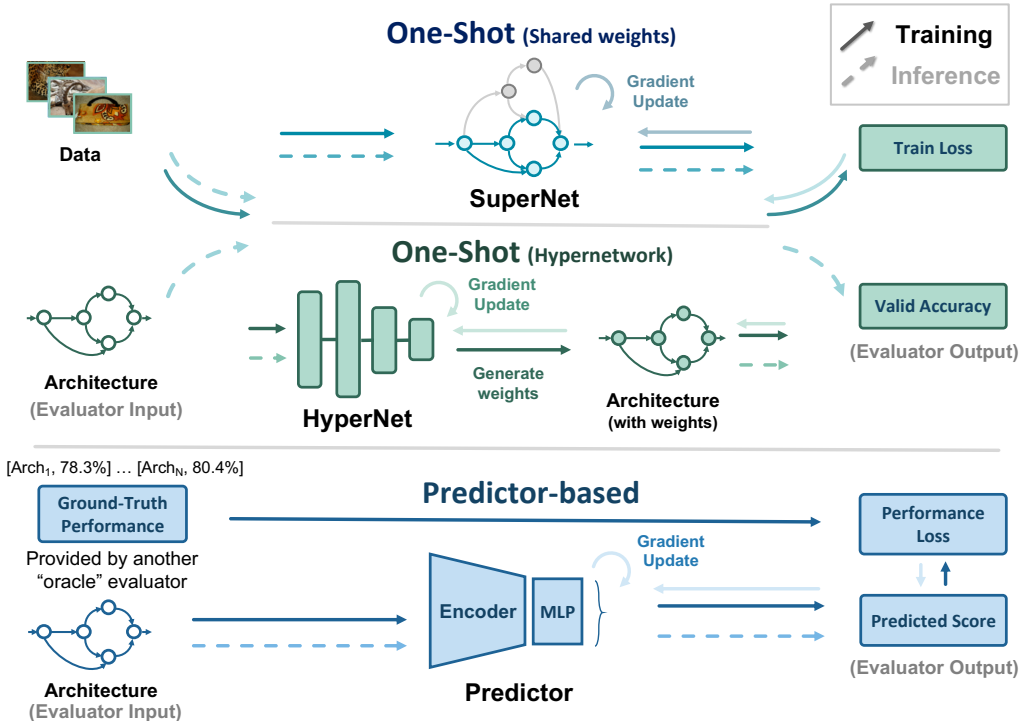 One-Shot (Shared weights)
Training
Inference
Gradient
Update
Data
Train Loss
SuperNet
One-Shot (Hypernetwork)
Gradient
Update
Valid Accuracy
(Evaluator Output)
Architecture
(Evaluator Input)
Generate
weights
HyperNet
Architecture
(with weights)
[Arch₁, 78.3%] … [Archₙ, 80.4%]
Predictor-based
Ground-Truth
Performance
Performance
Loss
Provided by another
“oracle” evaluator
Gradient
Update
Encoder
MLP
Predicted Score
(Evaluator Output)
Predictor
Architecture
(Evaluator Input)